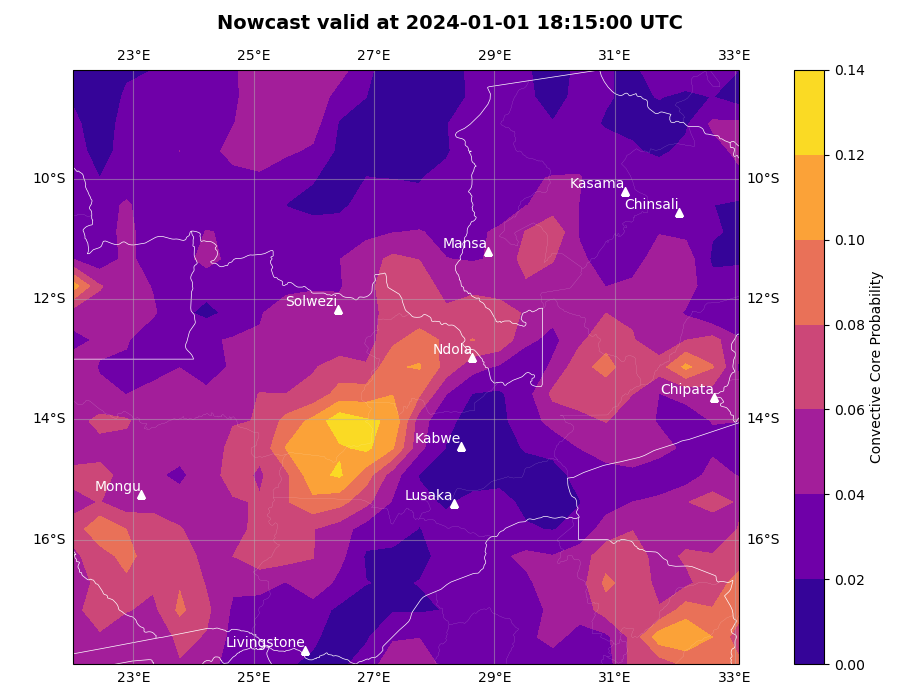 Nowcast valid at 2024-01-01 18:15:00 UTC
23°E 25°E 27°E 29°E 31°E 33°E
0.14
0.12
0.10
0.08
0.06
0.04
0.02
0.00
Convective Core Probability
10°S 10°S
12°S 12°S
14°S 14°S
16°S 16°S
Kasama
Chinsali
Mansa
Solwezi
Ndola
Chipata
Kabwe
Mongu
Lusaka
Livingstone
23°E 25°E 27°E 29°E 31°E 33°E